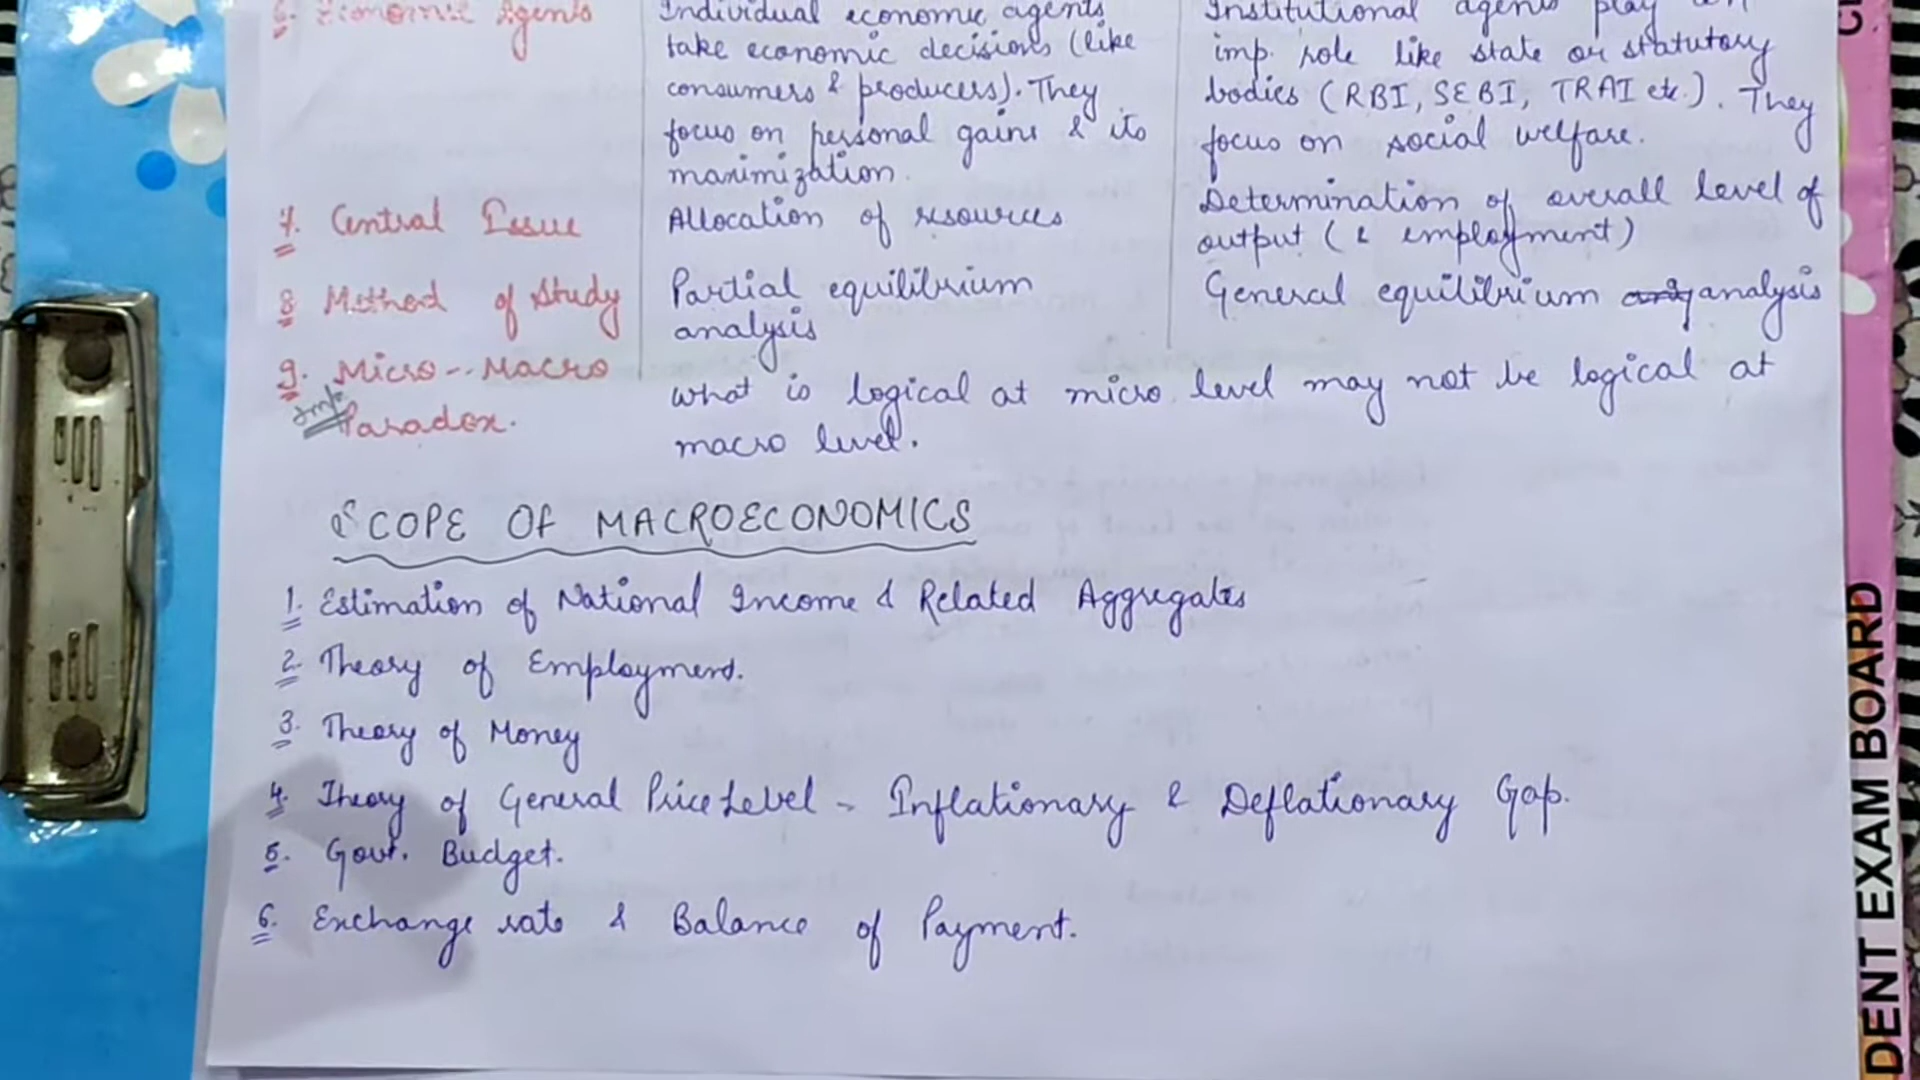 6. Economic Agents
Individual economic agents
take economic decisions (like
consumers & producers). They
focus on personal gains & its
maximization.
Institutional agents play an
imp. role like state or statutory
bodies (RBI, SEBI, TRAI etc.). They
focus on social welfare.
7. Central Issue
Allocation of resources
Determination of overall level of
output (& employment)
8 Method of Study
Partial equilibrium
analysis
General equilibrium analysis
9. Micro-- Macro
Imp. Paradox.
What is logical at micro level may not be logical at
macro level.
SCOPE OF MACROECONOMICS
1. Estimation of National Income & Related Aggregates
2. Theory of Employment.
3. Theory of Money
4. Theory of General Price Level - Inflationary & Deflationary Gap.
5. Govt. Budget.
6. Exchange rate & Balance of Payment.
DENT EXAM BOARD